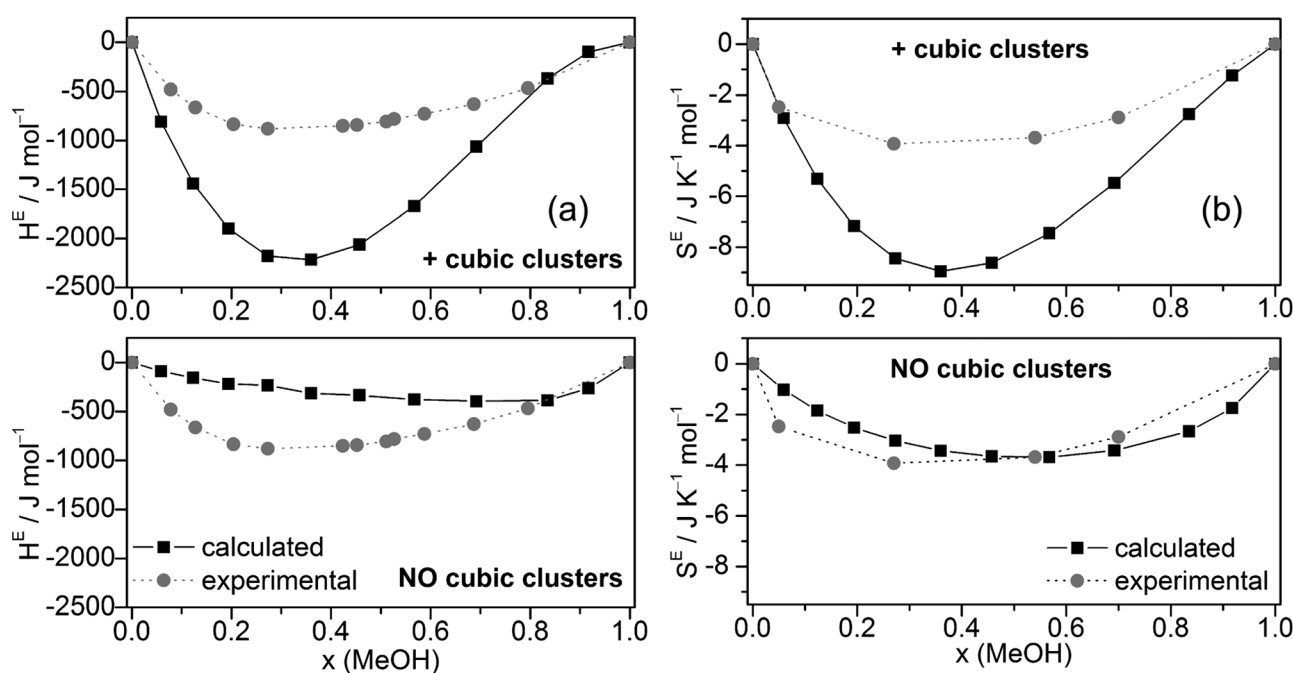 0
-500
-1000
-1500
-2000
-2500
H^E / J mol⁻¹
(a)
+ cubic clusters
0.0 0.2 0.4 0.6 0.8 1.0
0
-2
-4
-6
-8
S^E / J K⁻¹ mol⁻¹
+ cubic clusters
(b)
0.0 0.2 0.4 0.6 0.8 1.0
0
-500
-1000
-1500
-2000
-2500
H^E / J mol⁻¹
calculated
experimental
NO cubic clusters
0.0 0.2 0.4 0.6 0.8 1.0
x (MeOH)
0
-2
-4
-6
-8
S^E / J K⁻¹ mol⁻¹
NO cubic clusters
calculated
experimental
0.0 0.2 0.4 0.6 0.8 1.0
x (MeOH)